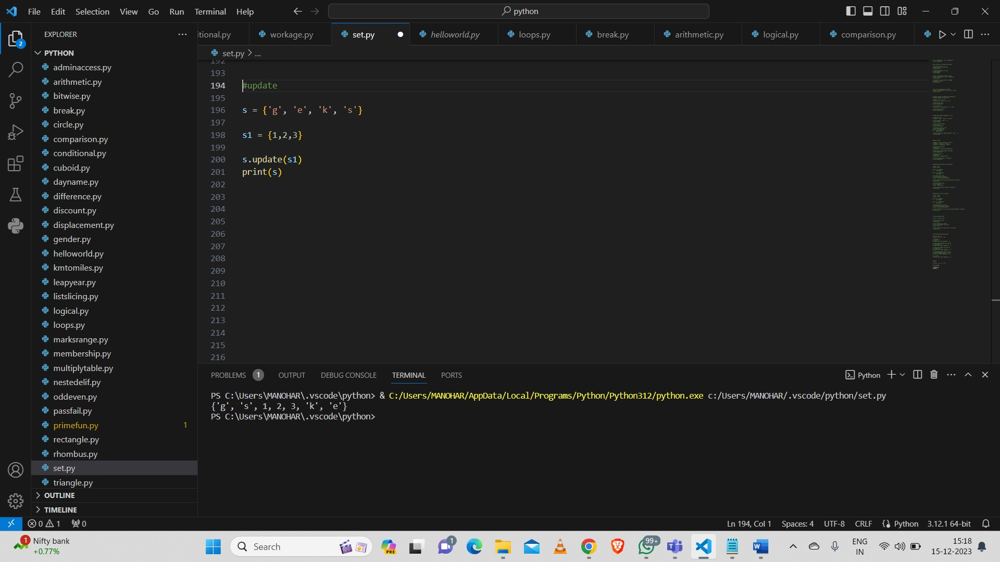 File Edit Selection View Go Run Terminal Help
python
EXPLORER
itional.py workage.py set.py helloworld.py loops.py break.py arithmetic.py logical.py comparison.py
set.py > ...
2
PYTHON
adminaccess.py
arithmetic.py
bitwise.py
break.py
circle.py
comparison.py
conditional.py
cuboid.py
dayname.py
difference.py
discount.py
displacement.py
gender.py
helloworld.py
kmtomiles.py
leapyear.py
listslicing.py
logical.py
loops.py
marksrange.py
membership.py
multiplytable.py
nestedelif.py
oddeven.py
passfail.py
primefun.py 1
rectangle.py
rhombus.py
set.py
triangle.py
OUTLINE
TIMELINE
192
193
194 #update
195
196 s = {'g', 'e', 'k', 's'}
197
198 s1 = {1,2,3}
199
200 s.update(s1)
201 print(s)
202
203
204
205
206
207
208
209
210
211
212
213
214
215
216
PROBLEMS 1 OUTPUT DEBUG CONSOLE TERMINAL PORTS
Python
PS C:\Users\MANOHAR\.vscode\python> & C:/Users/MANOHAR/AppData/Local/Programs/Python/Python312/python.exe c:/Users/MANOHAR/.vscode/python/set.py
{'g', 's', 1, 2, 3, 'k', 'e'}
PS C:\Users\MANOHAR\.vscode\python>
0 1 0
Ln 194, Col 1 Spaces: 4 UTF-8 CRLF Python 3.12.1 64-bit
1 Nifty bank
+0.77%
Search
PRE
1
99+
ENG
IN
15:18
15-12-2023